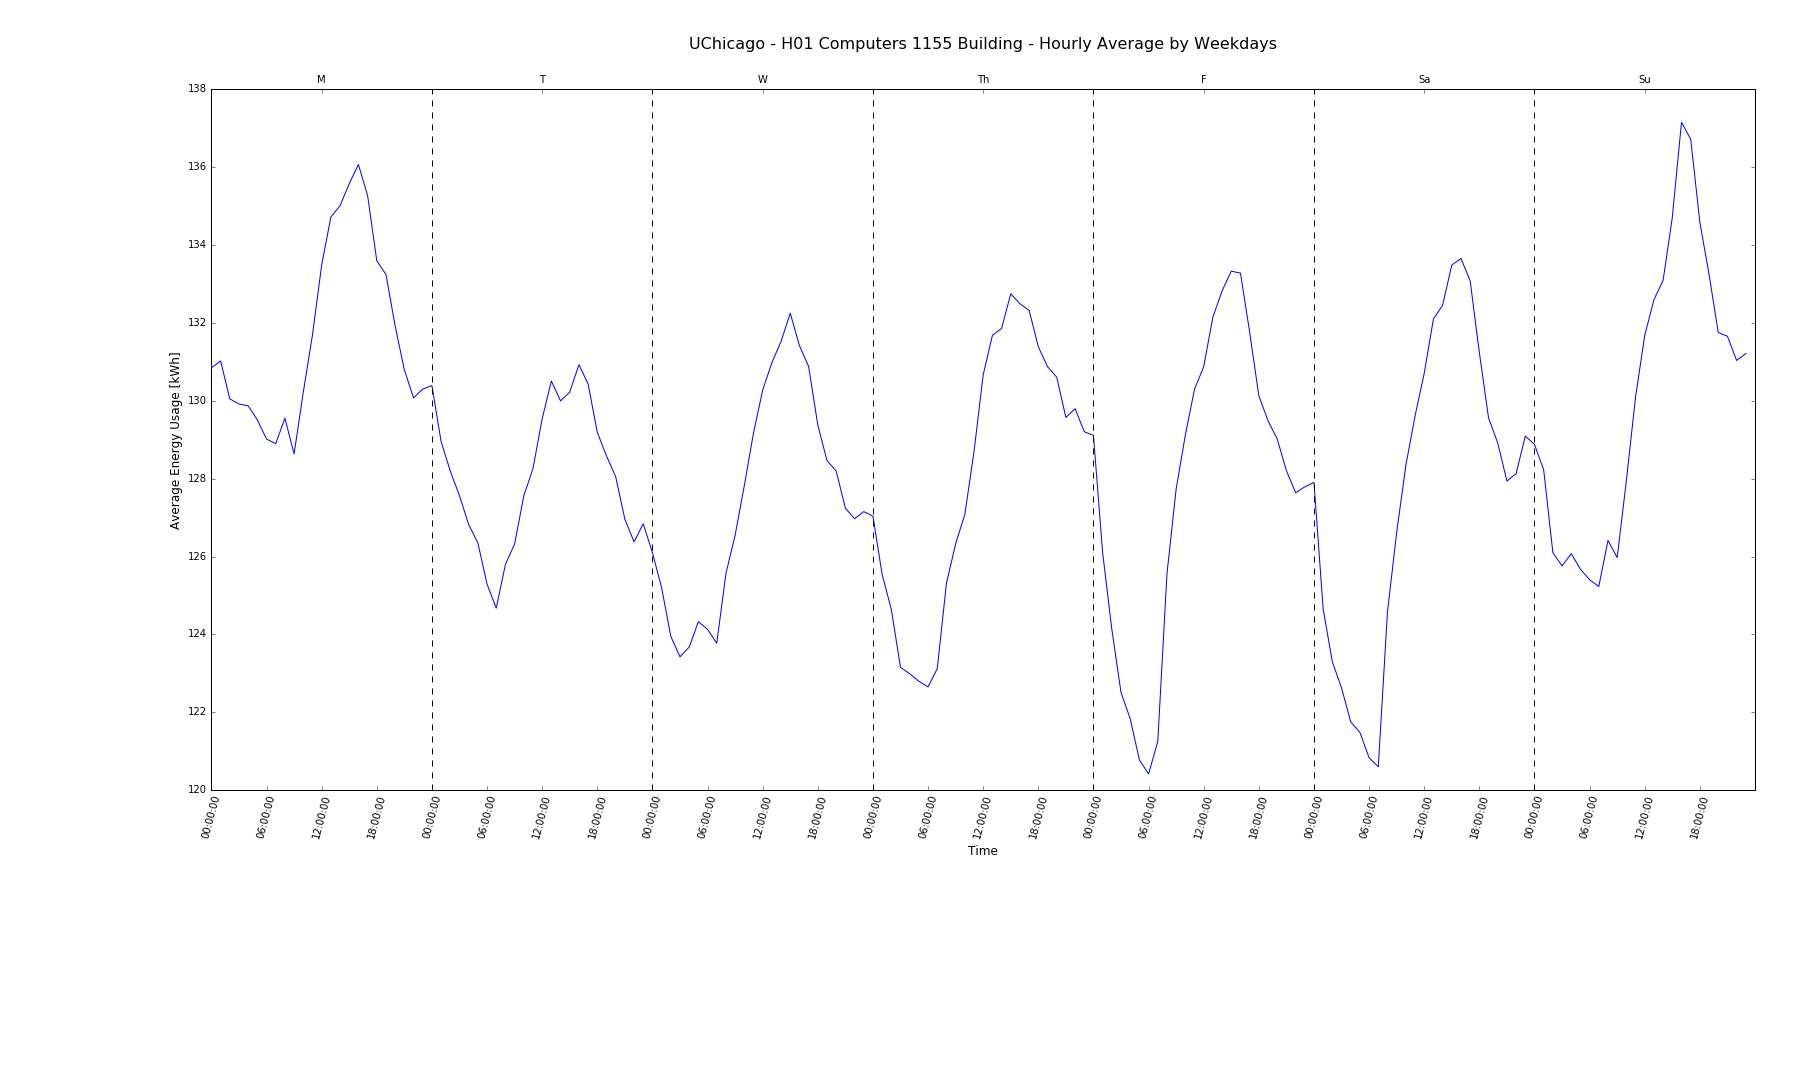 UChicago - H01 Computers 1155 Building - Hourly Average by Weekdays
M T W Th F Sa Su
138
136
134
132
130
128
126
124
122
120
Average Energy Usage [kWh]
00:00:00 06:00:00 12:00:00 18:00:00 00:00:00 06:00:00 12:00:00 18:00:00 00:00:00 06:00:00 12:00:00 18:00:00 00:00:00 06:00:00 12:00:00 18:00:00 00:00:00 06:00:00 12:00:00 18:00:00 00:00:00 06:00:00 12:00:00 18:00:00 00:00:00 06:00:00 12:00:00 18:00:00
Time